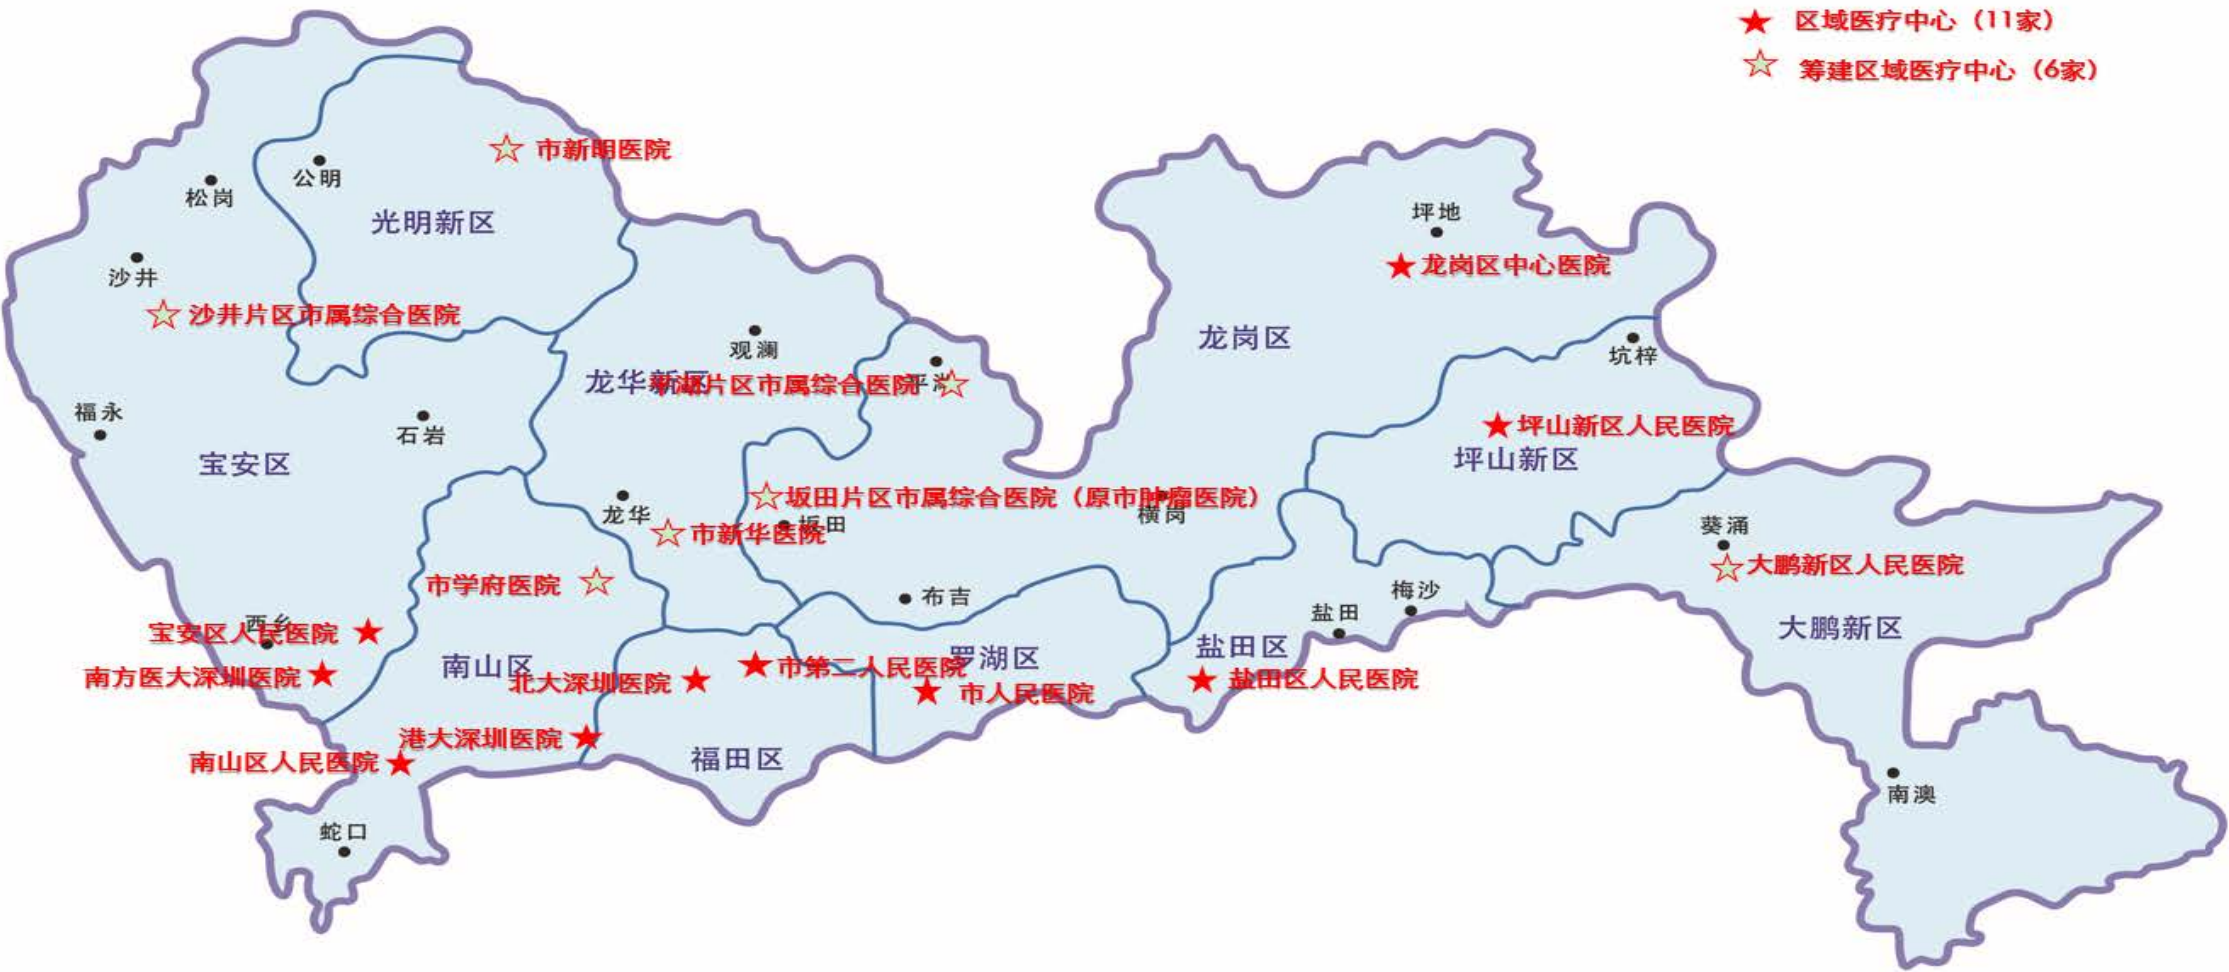 区域医疗中心（11家）
筹建区域医疗中心（6家）
市新明医院
公明
松岗
光明新区
坪地
沙井
龙岗区中心医院
沙井片区市属综合医院
观澜
龙岗区
坑梓
龙华新区
片区市属综合医院
福永
石岩
坪山新区人民医院
宝安区
坪山新区
龙华
坂田片区市属综合医院（原市肿瘤医院）
横岗
坂田
市新华医院
葵涌
大鹏新区人民医院
市学府医院
布吉
梅沙
盐田
西乡
宝安区人民医院
大鹏新区
盐田区
南山区
罗湖区
市第二人民医院
南方医大深圳医院
北大深圳医院
盐田区人民医院
市人民医院
港大深圳医院
南山区人民医院
福田区
南澳
蛇口